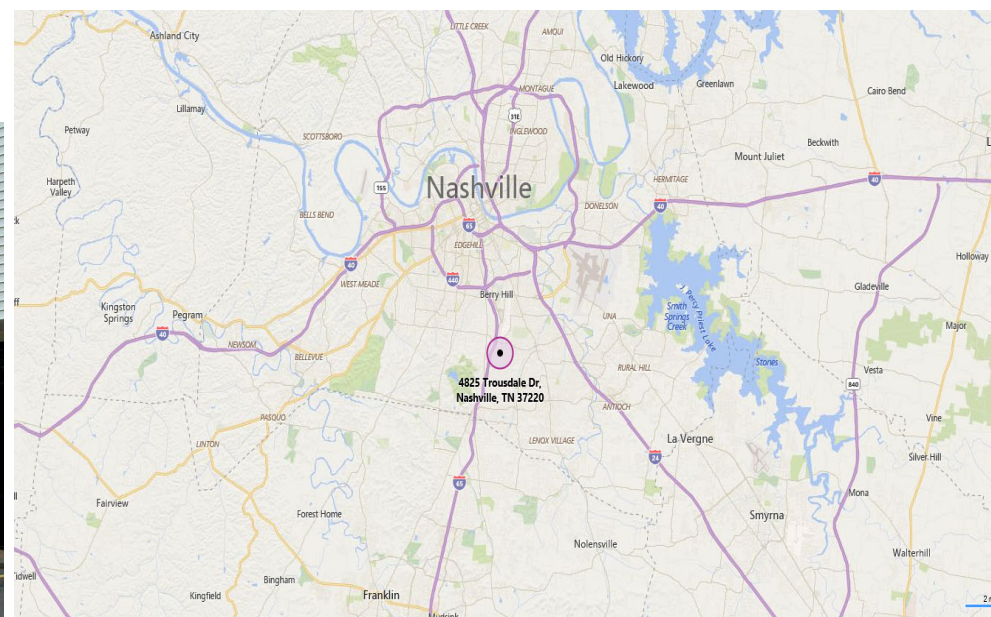 LITTLE CREEK
AMQUI
Ashland City
Old Hickory
Lakewood
Greenlawn
MONTAGUE
Cairo Bend
Lillamay
31E
Petway
SCOTTSBORO
INGLEWOOD
Beckwith
Mount Juliet
Harpeth
Valley
155
Nashville
HERMITAGE
40
40
DONELSON
BELLS BEND
65
EDGEHILL
Holloway
40
WEST MEADE
440
Berry Hill
Gladeville
Kingston
Springs
Pegram
Smith
Springs
Creek
J Percy Priest Lake
UNA
Major
40
NEWSOM
BELLEVUE
Stones
RURAL HILL
Vesta
840
4825 Trousdale Dr,
Nashville, TN 37220
ANTIOCH
PASQUO
Vine
LINTON
LENOX VILLAGE
La Vergne
24
Silver Hill
65
Mona
Fairview
Forest Home
Smyrna
Nolensville
Walterhill
Bingham
Kingfield
Franklin